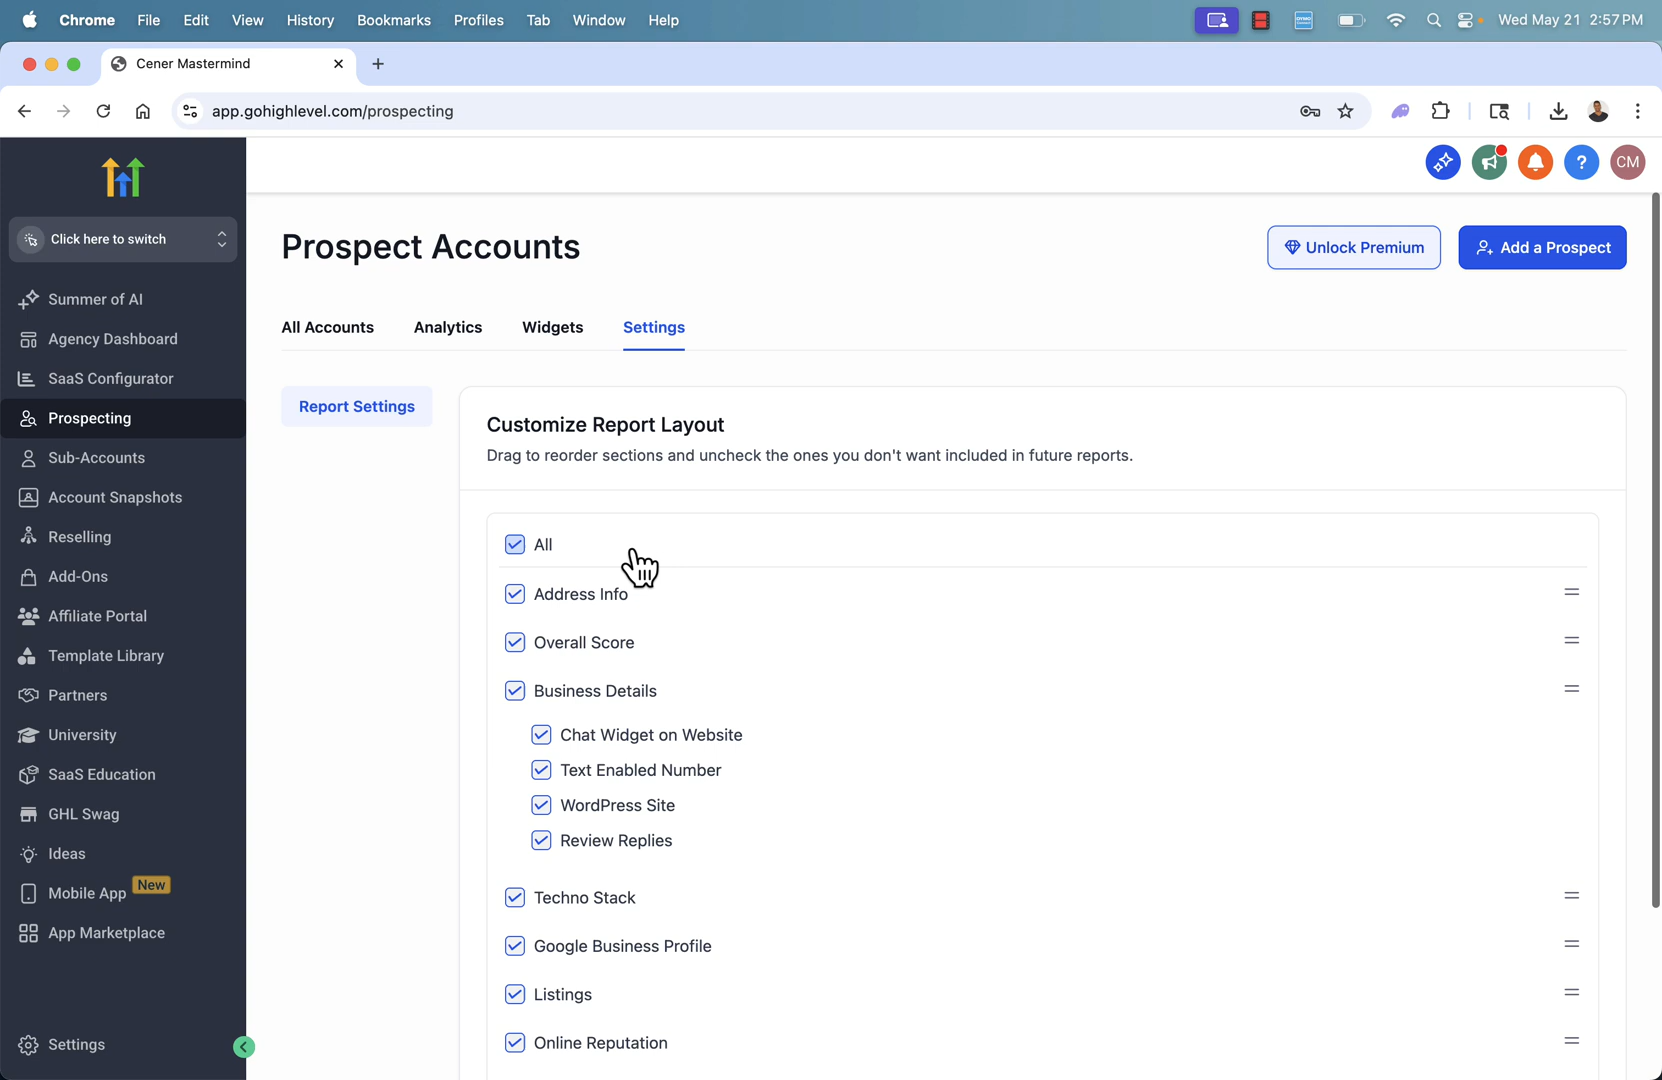 Chrome File Edit View History Bookmarks Profiles Tab Window Help
Wed May 21 2:57 PM
Cener Mastermind
app.gohighlevel.com/prospecting
CM
Click here to switch
Summer of AI
Agency Dashboard
SaaS Configurator
Prospecting
Sub-Accounts
Account Snapshots
Reselling
Add-Ons
Affiliate Portal
Template Library
Partners
University
SaaS Education
GHL Swag
Ideas
Mobile App New
App Marketplace
Settings
Prospect Accounts
Unlock Premium
Add a Prospect
All Accounts Analytics Widgets Settings
Report Settings
Customize Report Layout
Drag to reorder sections and uncheck the ones you don't want included in future reports.
All
Address Info
Overall Score
Business Details
Chat Widget on Website
Text Enabled Number
WordPress Site
Review Replies
Techno Stack
Google Business Profile
Listings
Online Reputation